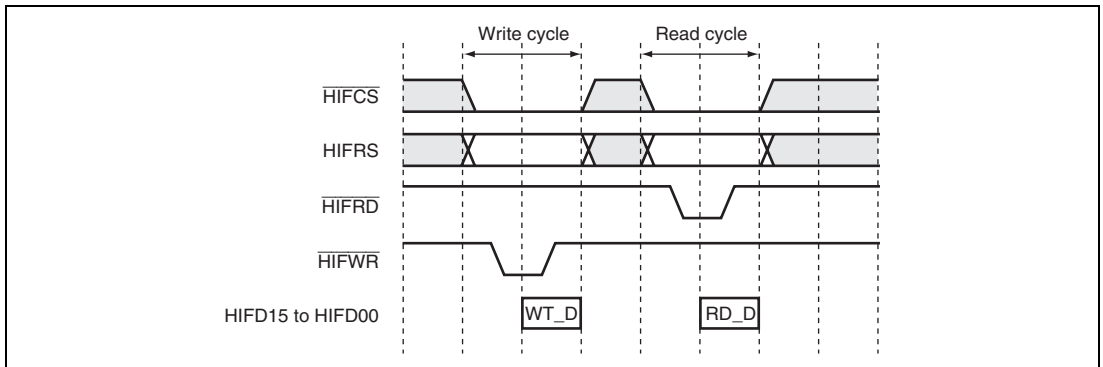 Write cycle Read cycle
HIFCS
HIFRS
HIFRD
HIFWR
HIFD15 to HIFD00 WT_D RD_D